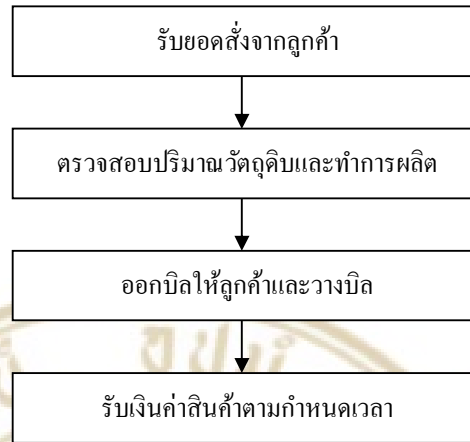 รับยอดสั่งจากลูกค้า
ตรวจสอบปริมาณวัตถุดิบและทำการผลิต
ออกบิลให้ลูกค้าและวางบิล
รับเงินค่าสินค้าตามกำหนดเวลา